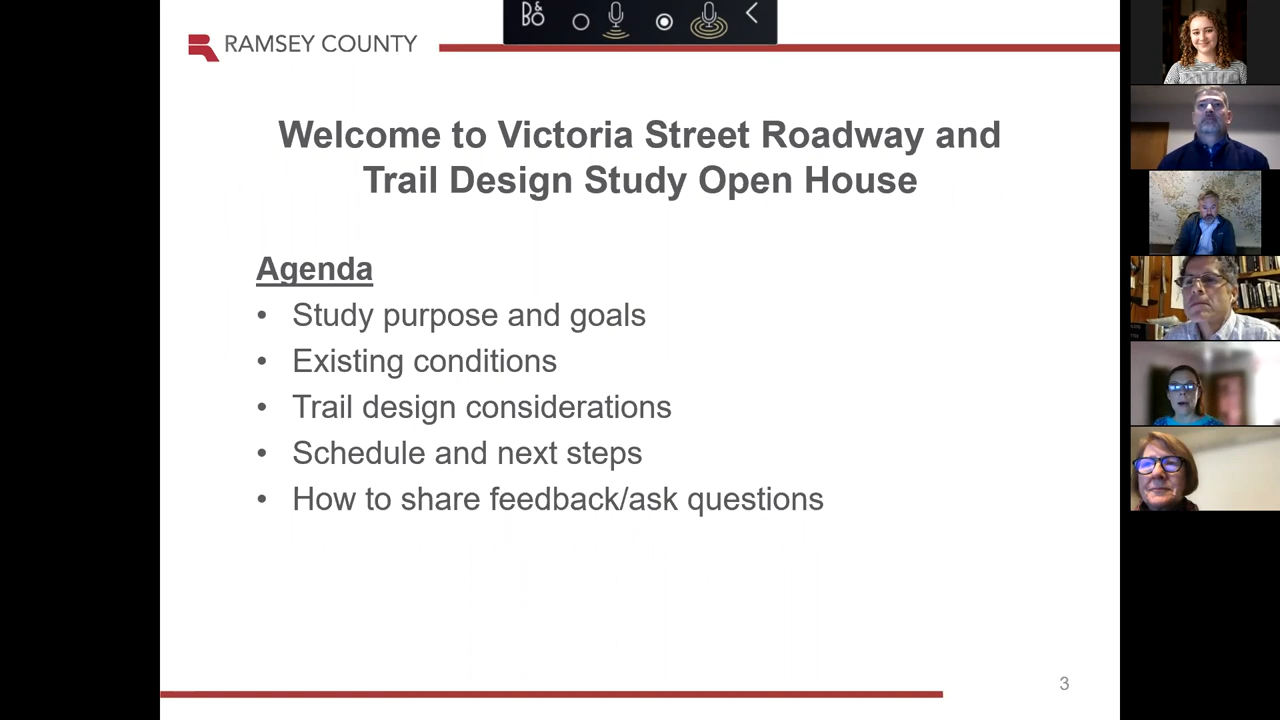 B&O
RAMSEY COUNTY
Welcome to Victoria Street Roadway and
Trail Design Study Open House
Agenda
• Study purpose and goals
• Existing conditions
• Trail design considerations
• Schedule and next steps
• How to share feedback/ask questions
3